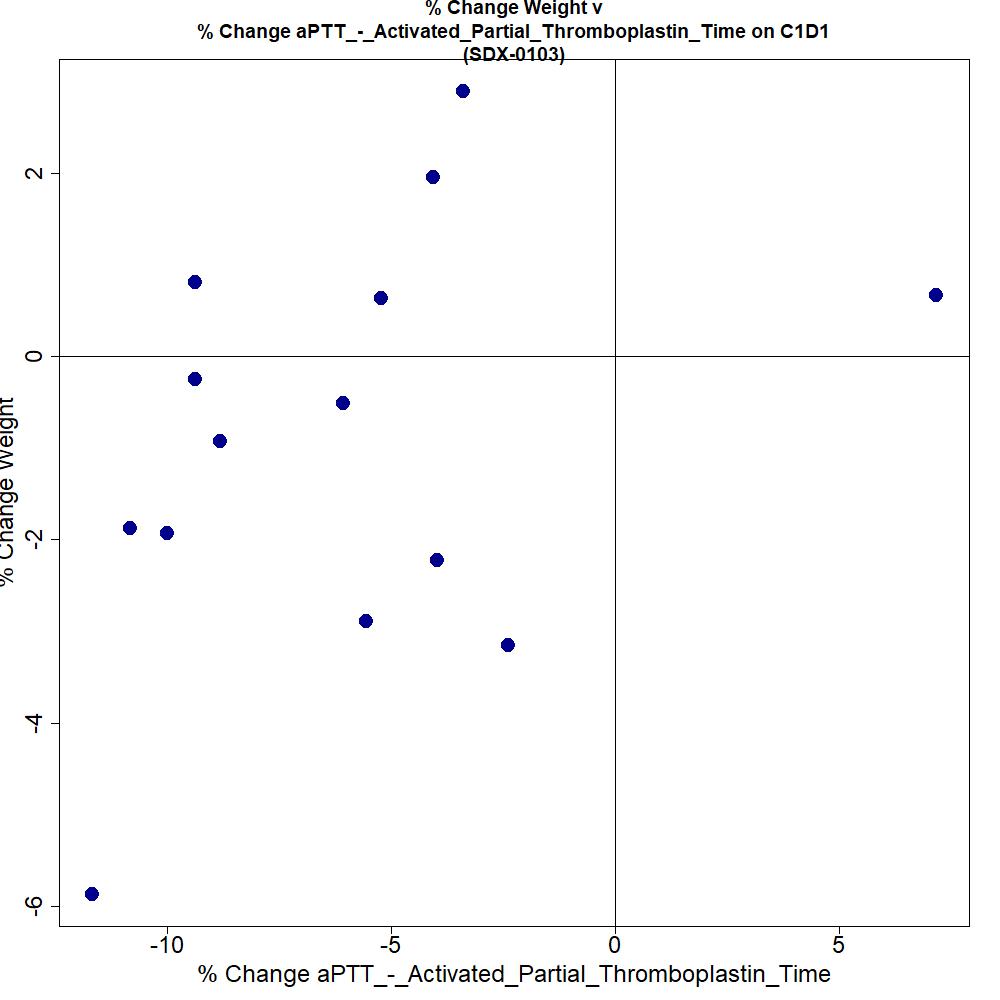 % Change Weight v
% Change aPTT_-_Activated_Partial_Thromboplastin_Time on C1D1
(SDX-0103)
2
0
-2
-4
-6
% Change Weight
-10
-5
0
5
% Change aPTT_-_Activated_Partial_Thromboplastin_Time